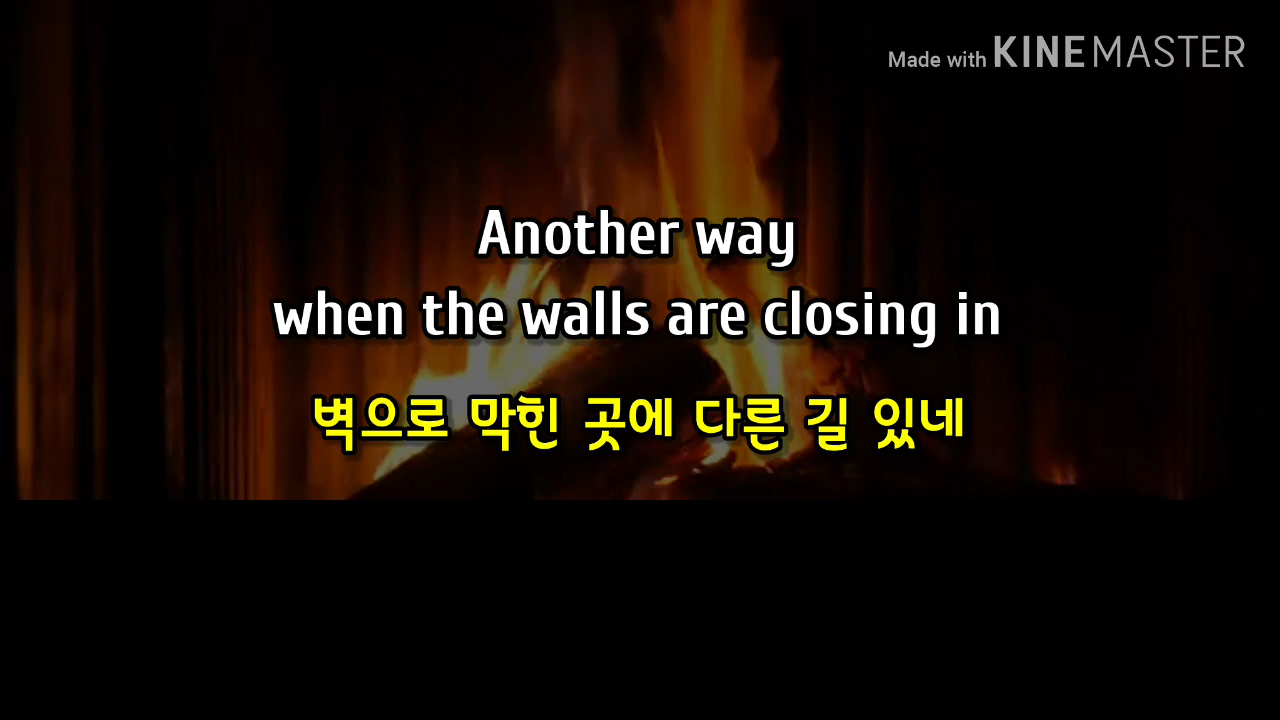 Made with KINEMASTER
Another way
when the walls are closing in
벽으로 막힌 곳에 다른 길 있네